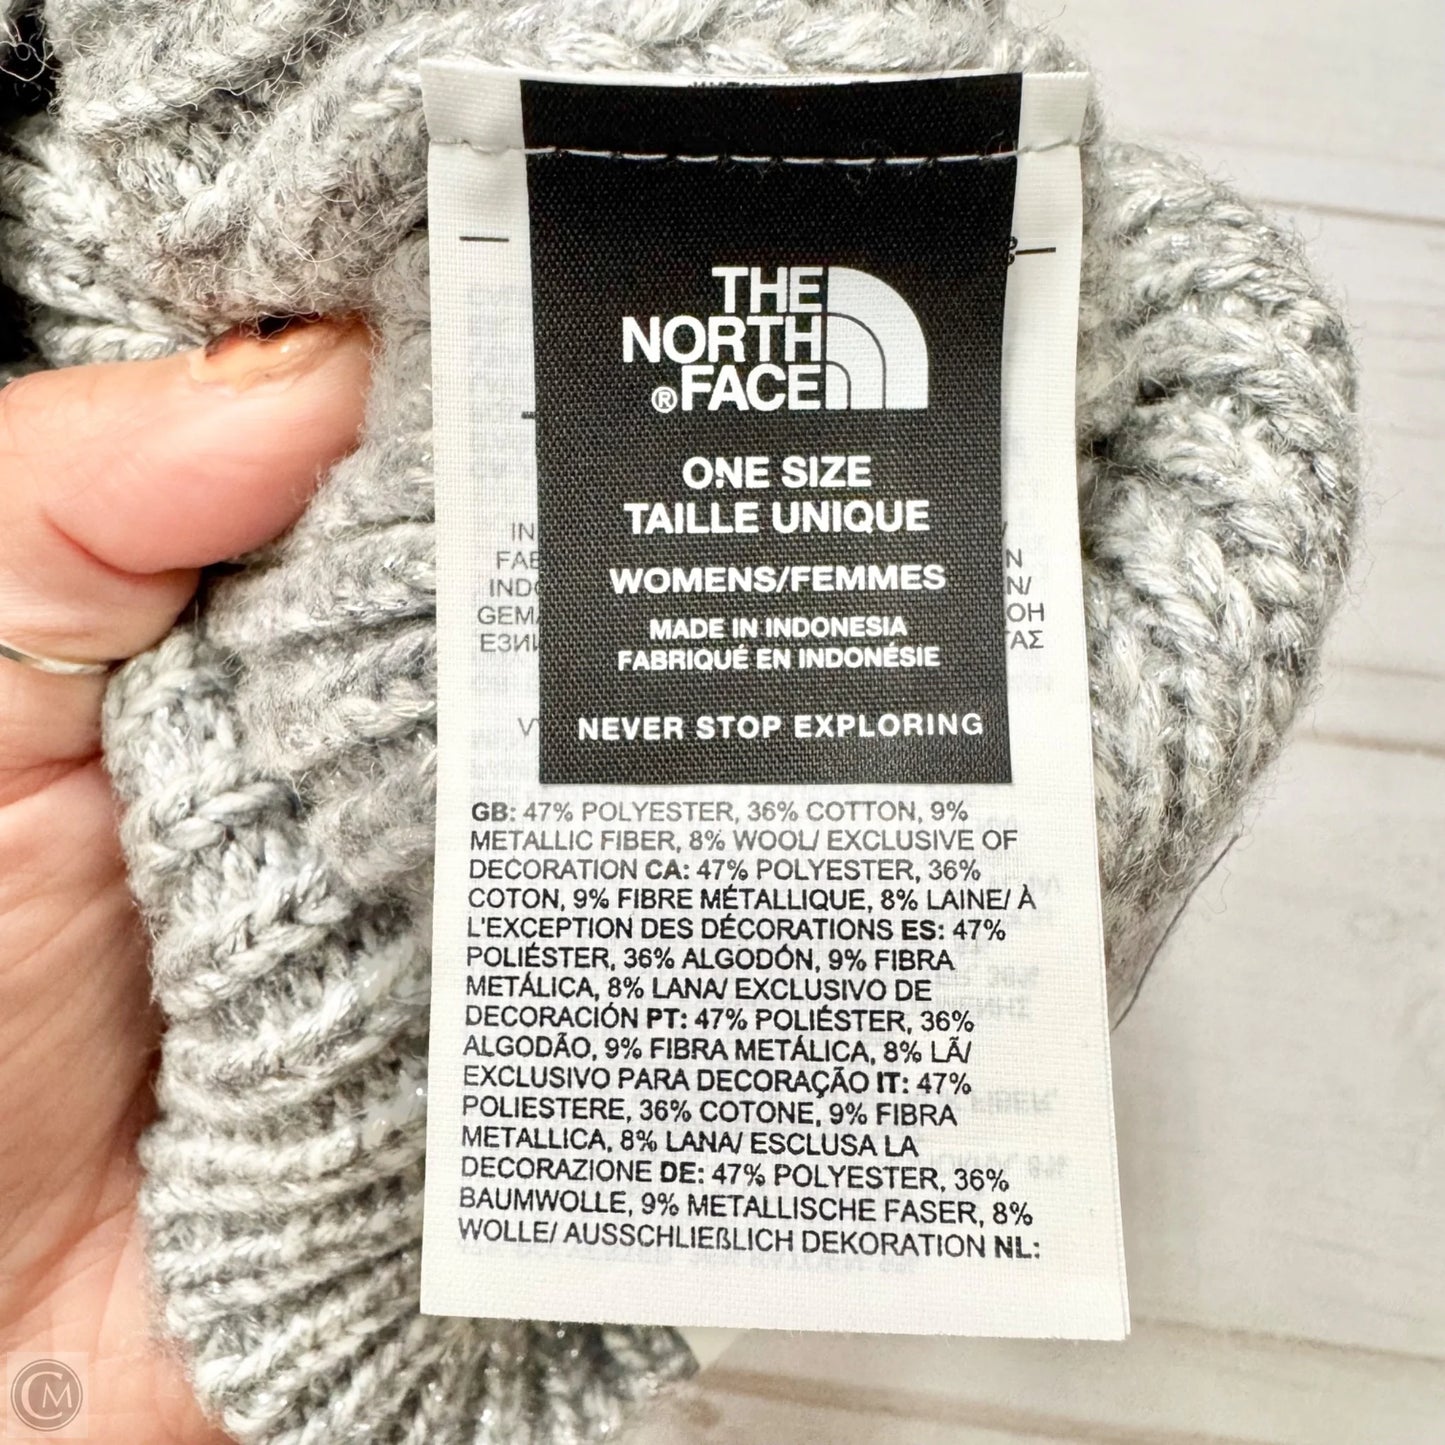 THE
NORTH
® FACE
ONE SIZE
TAILLE UNIQUE
WOMENS/FEMMES
MADE IN INDONESIA
FABRIQUÉ EN INDONÉSIE
NEVER STOP EXPLORING
GB: 47% POLYESTER, 36% COTTON, 9%
METALLIC FIBER, 8% WOOL/ EXCLUSIVE OF
DECORATION CA: 47% POLYESTER, 36%
COTON, 9% FIBRE MÉTALLIQUE, 8% LAINE/ À
L'EXCEPTION DES DÉCORATIONS ES: 47%
POLIÉSTER, 36% ALGODÓN, 9% FIBRA
METÁLICA, 8% LANA/ EXCLUSIVO DE
DECORACIÓN PT: 47% POLIÉSTER, 36%
ALGODÃO, 9% FIBRA METÁLICA, 8% LÃ/
EXCLUSIVO PARA DECORAÇÃO IT: 47%
POLIESTERE, 36% COTONE, 9% FIBRA
METALLICA, 8% LANA/ ESCLUSA LA
DECORAZIONE DE: 47% POLYESTER, 36%
BAUMWOLLE, 9% METALLISCHE FASER, 8%
WOLLE/ AUSSCHLIEßLICH DEKORATION NL:
CM